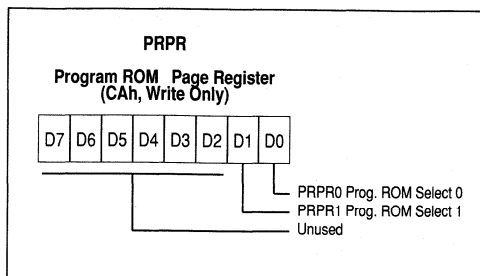 PRPR
Program ROM Page Register
(CAh, Write Only)
D7 D6 D5 D4 D3 D2 D1 D0
PRPR0 Prog. ROM Select 0
PRPR1 Prog. ROM Select 1
Unused